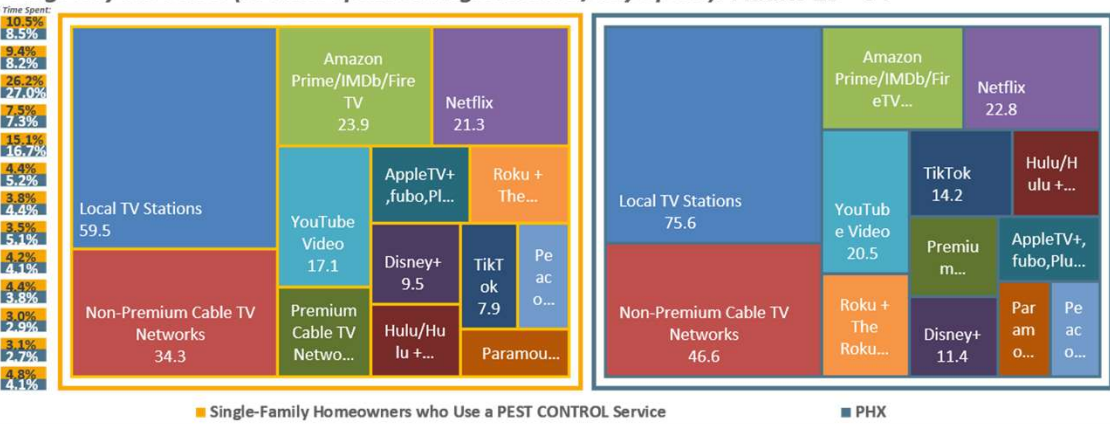 Time Spent:
10.5%
8.5%
9.4%
8.2%
26.2%
27.0%
7.5%
7.3%
15.1%
16.7%
4.4%
5.2%
3.8%
4.4%
3.5%
5.1%
4.2%
4.1%
4.4%
3.8%
3.0%
2.9%
3.1%
2.7%
4.8%
4.1%
Local TV Stations
59.5
Non-Premium Cable TV
Networks
34.3
Amazon
Prime/IMDb/Fire
TV
23.9
Netflix
21.3
YouTube
Video
17.1
Premium
Cable TV
Netwo...
AppleTV+
,fubo,Pl...
Roku +
The...
Disney+
9.5
TikT
ok
7.9
Pe
ac
o...
Hulu/Hu
lu +...
Paramou...
Local TV Stations
75.6
Non-Premium Cable TV
Networks
46.6
Amazon
Prime/IMDb/Fir
eTV...
Netflix
22.8
YouTub
e Video
20.5
Roku +
The
Roku...
TikTok
14.2
Hulu/H
ulu +...
Premiu
m...
AppleTV+,
fubo,Plu...
Disney+
11.4
Par
am
o...
Pe
ac
o...
Single-Family Homeowners who Use a PEST CONTROL Service
PHX